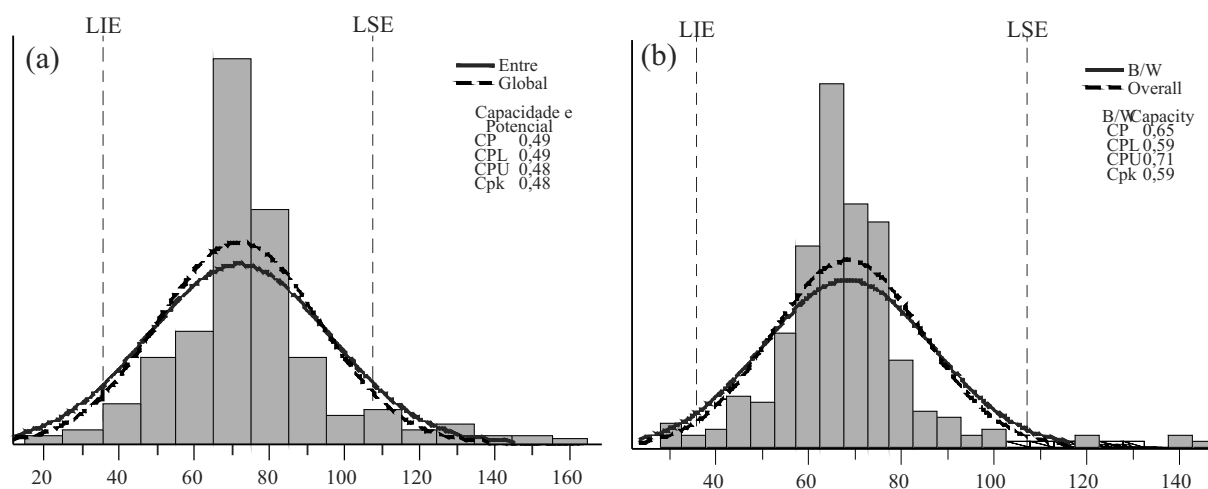 LIE
LSE
(a)
Entre
Global
Capacidade e
Potencial
CP 0,49
CPL 0,49
CPU 0,48
Cpk 0,48
20 40 60 80 100 120 140 160
LIE
LSE
(b)
B/W
Overall
B/WCapacity
CP 0,65
CPL 0,59
CPU 0,71
Cpk 0,59
40 60 80 100 120 140